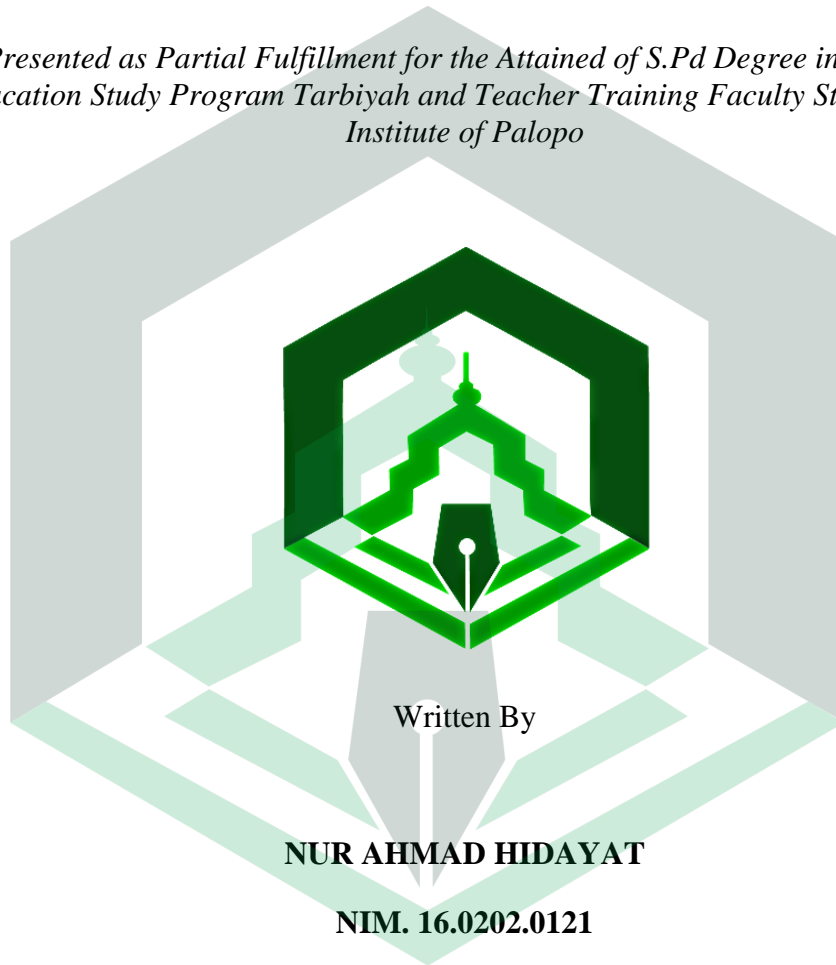 Presented as Partial Fulfillment for the Attained of S.Pd Degree in
ucation Study Program Tarbiyah and Teacher Training Faculty St
Institute of Palopo
Written By
NUR AHMAD HIDAYAT
NIM. 16.0202.0121